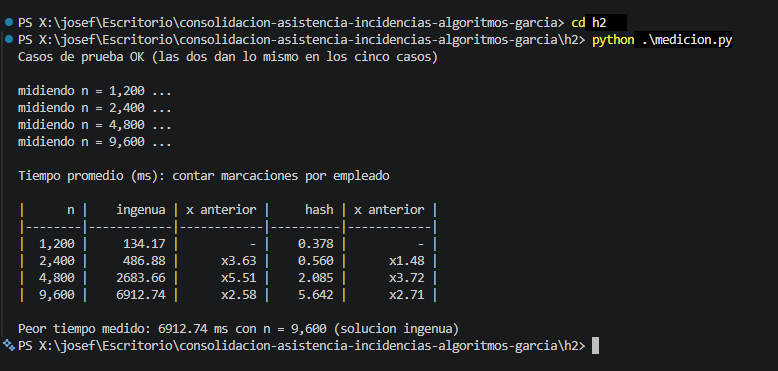 PS X:\josef\Escritorio\consolidacion-asistencia-incidencias-algoritmos-garcia> cd h2
PS X:\josef\Escritorio\consolidacion-asistencia-incidencias-algoritmos-garcia\h2> python .\medicion.py
Casos de prueba OK (las dos dan lo mismo en los cinco casos)

midiendo n = 1,200 ...
midiendo n = 2,400 ...
midiendo n = 4,800 ...
midiendo n = 9,600 ...

Tiempo promedio (ms): contar marcaciones por empleado

|      n |    ingenua | x anterior |     hash | x anterior |
|--------|------------|------------|----------|------------|
|  1,200 |     134.17 |          - |    0.378 |          - |
|  2,400 |     486.88 |      x3.63 |    0.560 |      x1.48 |
|  4,800 |    2683.66 |      x5.51 |    2.085 |      x3.72 |
|  9,600 |    6912.74 |      x2.58 |    5.642 |      x2.71 |

Peor tiempo medido: 6912.74 ms con n = 9,600 (solucion ingenua)
PS X:\josef\Escritorio\consolidacion-asistencia-incidencias-algoritmos-garcia\h2>